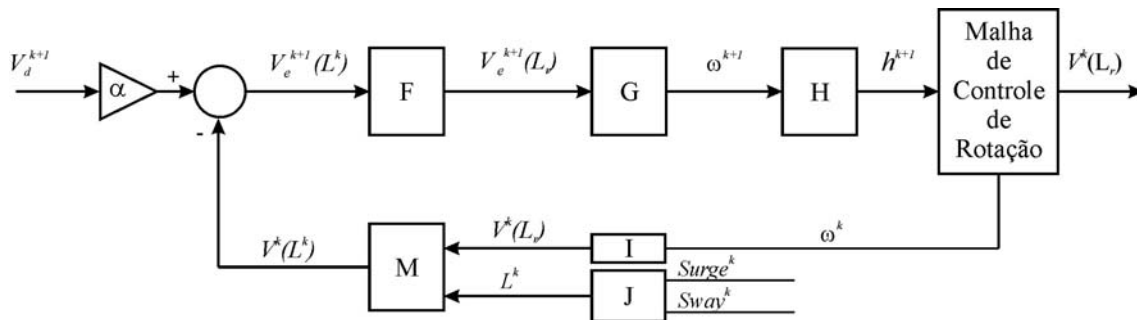 V_d^{k+1}
α
+
-
V_e^{k+1}(L^k)
F
V_e^{k+1}(L_v)
G
ω^{k+1}
H
h^{k+1}
Malha
de
Controle
de
Rotação
V^k(L_r)
V^k(L^k)
M
V^k(L_v)
I
ω^k
L^k
J
Surge^k
Sway^k